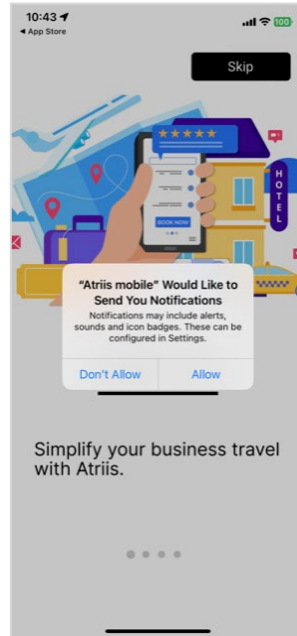 10:43
100
◀ App Store
Skip
BOOK NOW
HOTEL
"Atriis mobile" Would Like to
Send You Notifications
Notifications may include alerts,
sounds and icon badges. These can be
configured in Settings.
Don't Allow
Allow
Simplify your business travel
with Atriis.